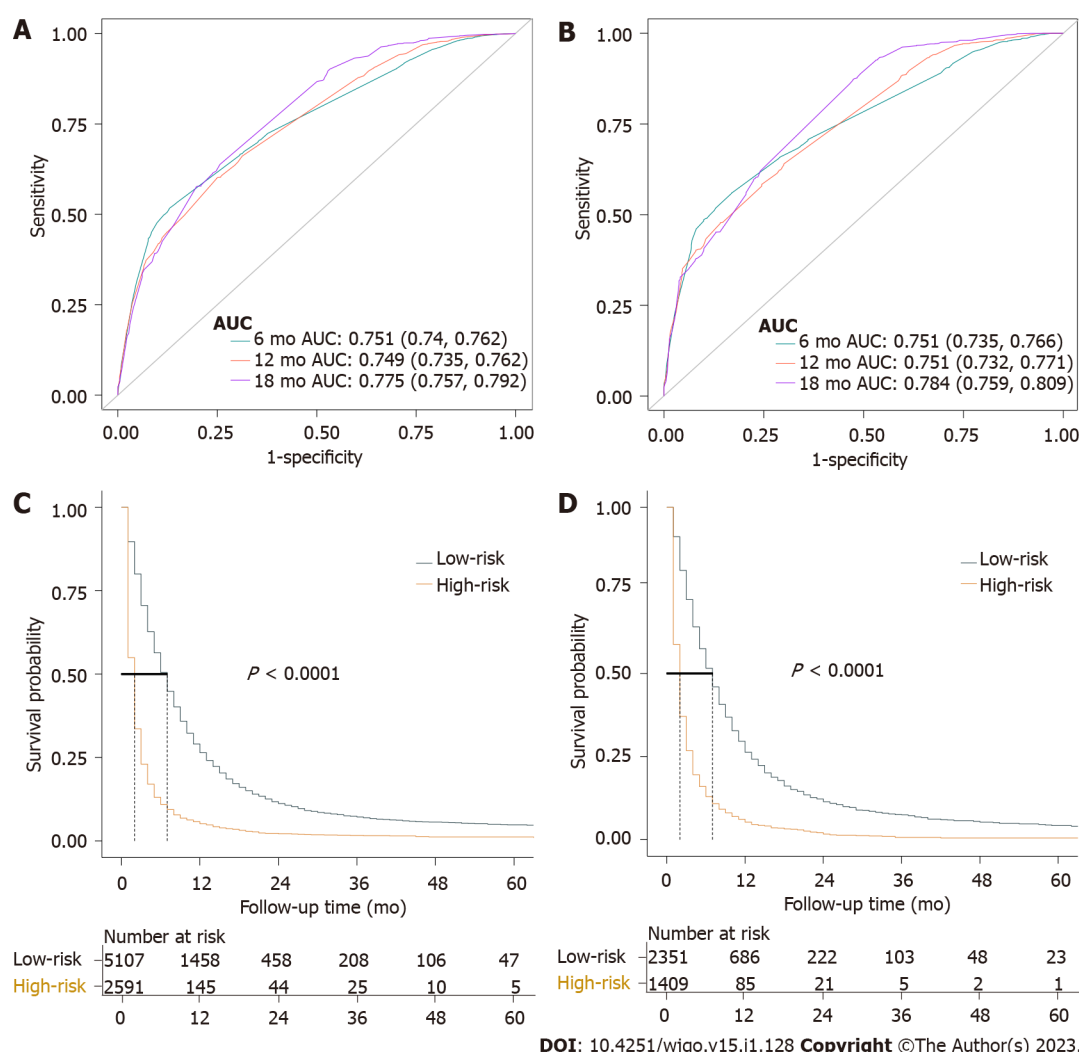 A
1.00
0.75
0.50
0.25
0.00
Sensitivity
AUC
6 mo AUC: 0.751 (0.74, 0.762)
12 mo AUC: 0.749 (0.735, 0.762)
18 mo AUC: 0.775 (0.757, 0.792)
0.00 0.25 0.50 0.75 1.00
1-specificity
B
1.00
0.75
0.50
0.25
0.00
Sensitivity
AUC
6 mo AUC: 0.751 (0.735, 0.766)
12 mo AUC: 0.751 (0.732, 0.771)
18 mo AUC: 0.784 (0.759, 0.809)
0.00 0.25 0.50 0.75 1.00
1-specificity
C
1.00
0.75
0.50
0.25
0.00
Survival probability
Low-risk
High-risk
P < 0.0001
0 12 24 36 48 60
Follow-up time (mo)
Number at risk
Low-risk 5107 1458 458 208 106 47
High-risk 2591 145 44 25 10 5
0 12 24 36 48 60
D
1.00
0.75
0.50
0.25
0.00
Survival probability
Low-risk
High-risk
P < 0.0001
0 12 24 36 48 60
Follow-up time (mo)
Number at risk
Low-risk 2351 686 222 103 48 23
High-risk 1409 85 21 5 2 1
0 12 24 36 48 60
DOI: 10.4251/wjgo.v15.i1.128 Copyright ©The Author(s) 2023.